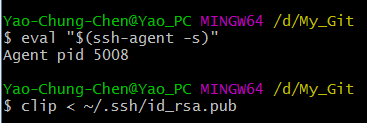 Yao-Chung-Chen@Yao_PC MINGW64 /d/My_Git
$ eval "$(ssh-agent -s)"
Agent pid 5008
Yao-Chung-Chen@Yao_PC MINGW64 /d/My_Git
$ clip < ~/.ssh/id_rsa.pub